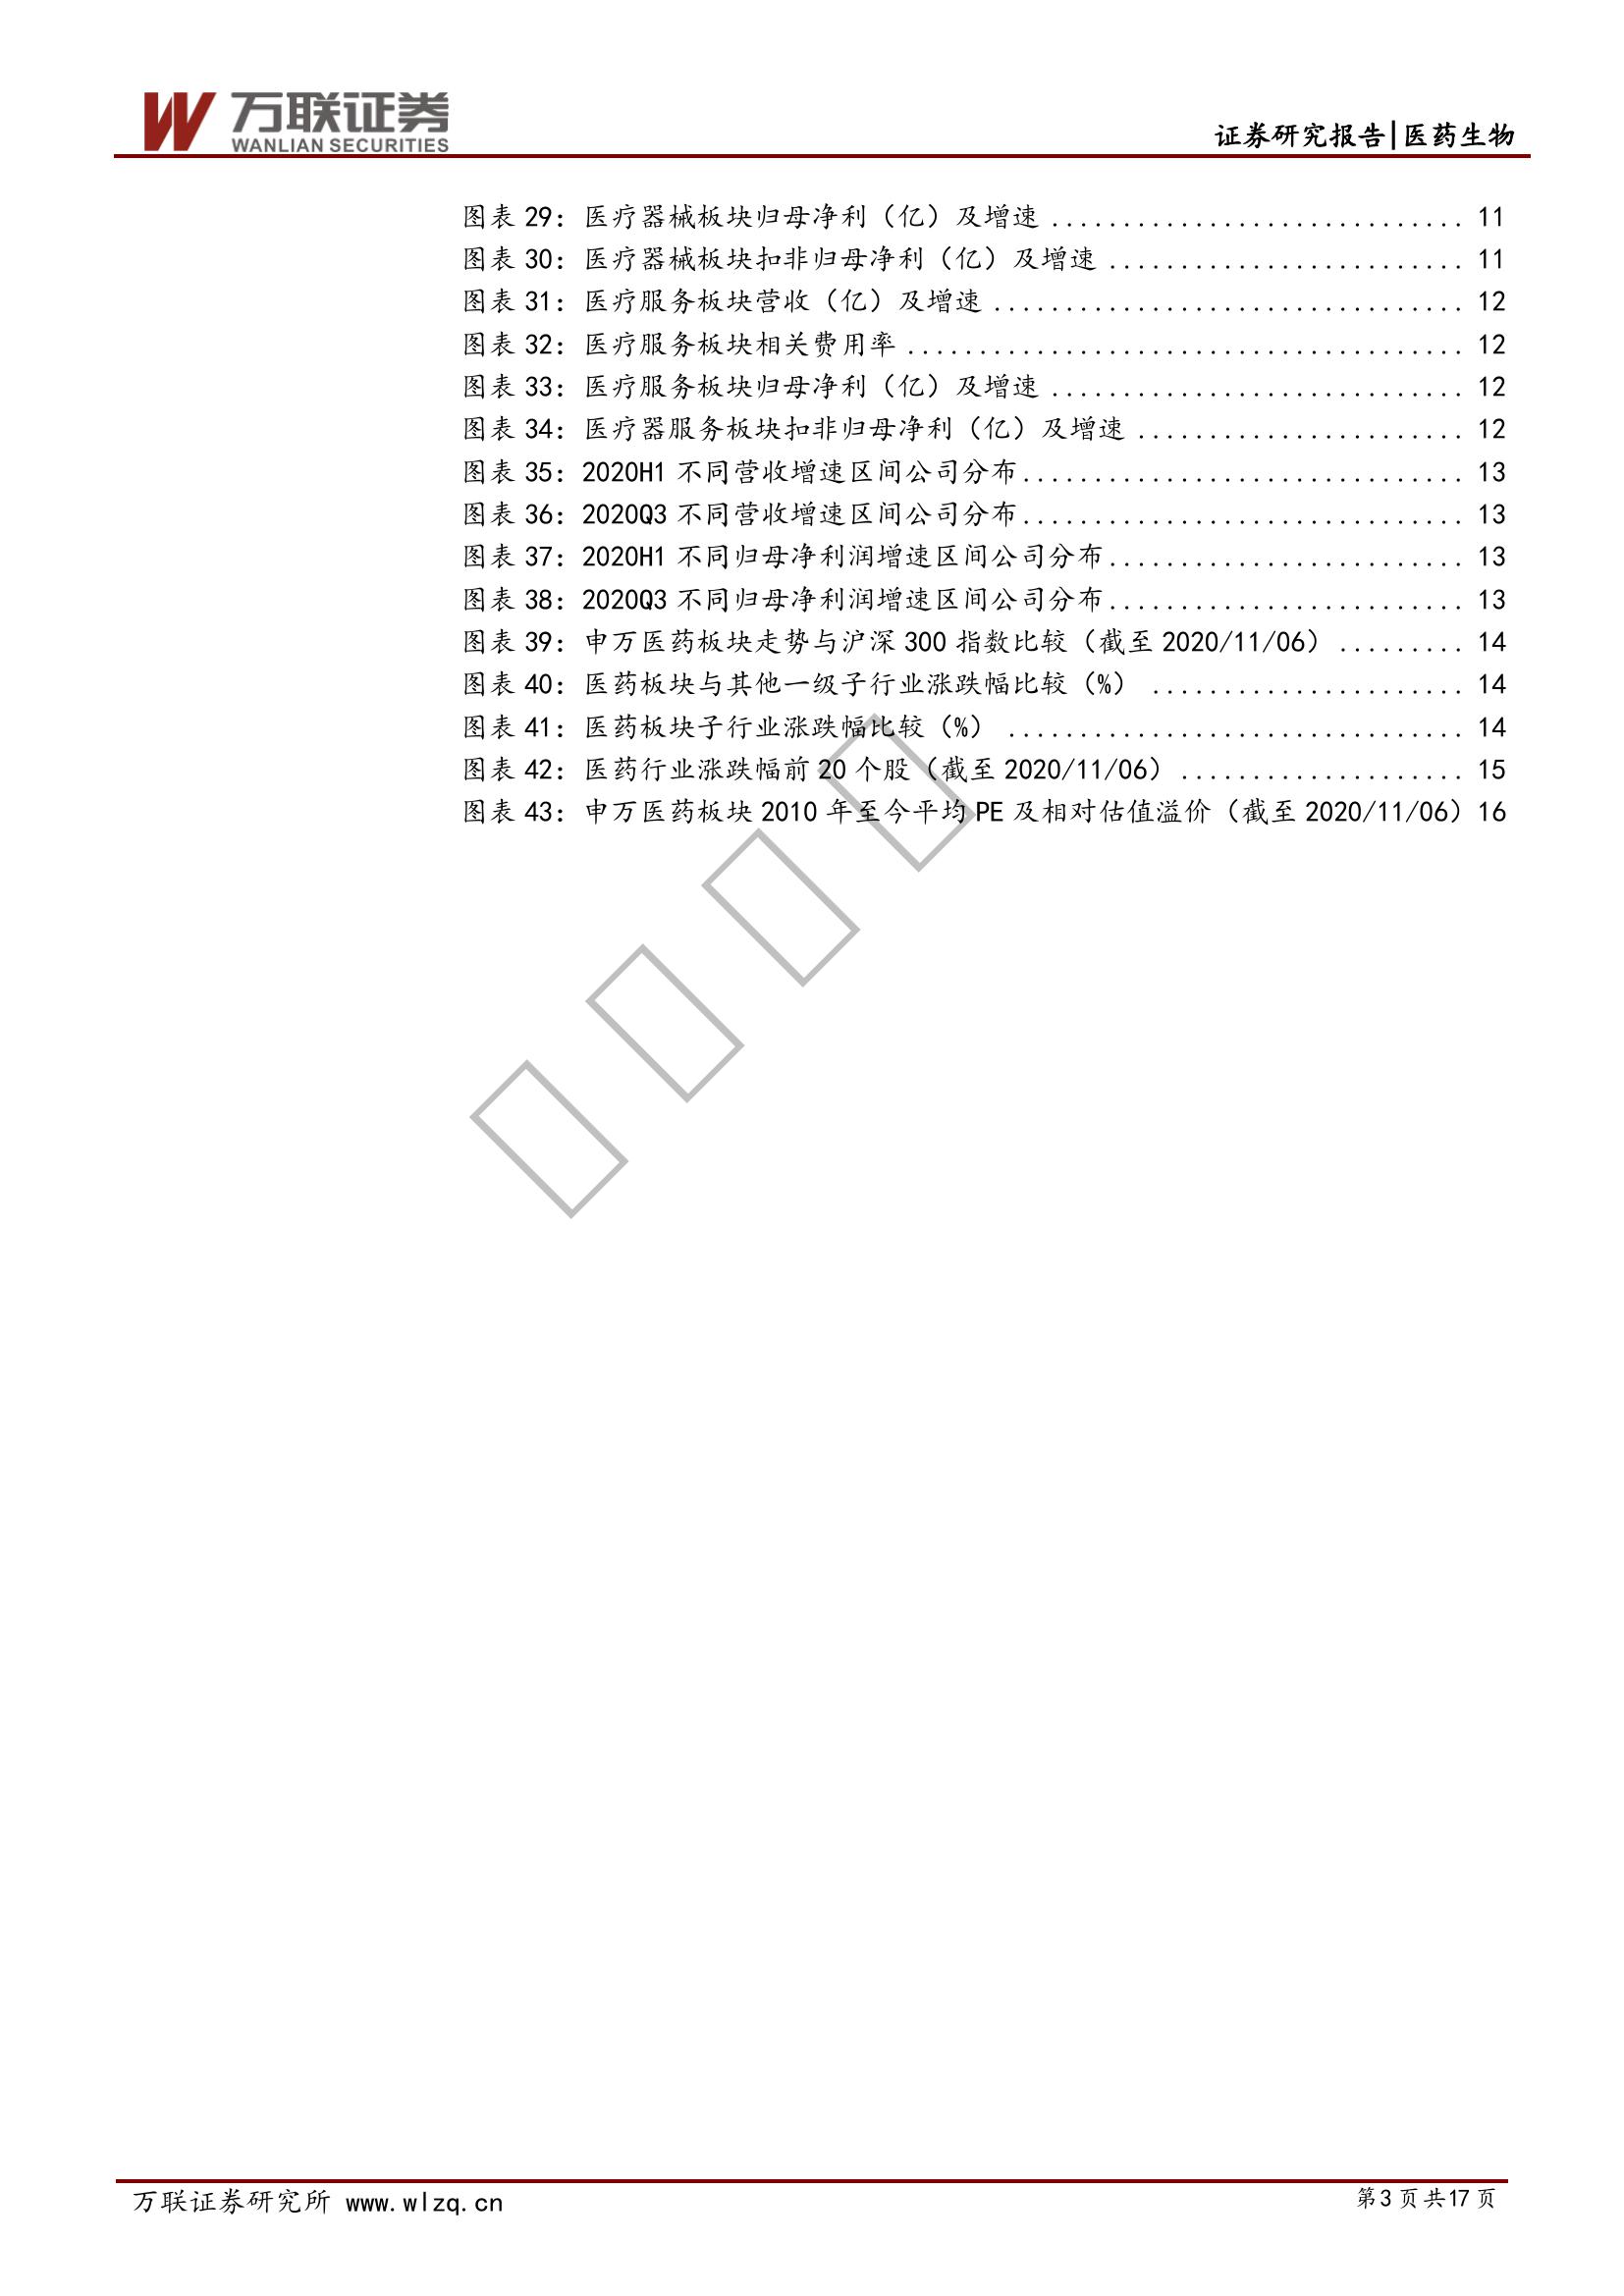 万联证券
WANLIAN SECURITIES
证券研究报告|医药生物
图表 29：医疗器械板块归母净利（亿）及增速 ............................. 11
图表 30：医疗器械板块扣非归母净利（亿）及增速 ......................... 11
图表 31：医疗服务板块营收（亿）及增速 ................................. 12
图表 32：医疗服务板块相关费用率 ....................................... 12
图表 33：医疗服务板块归母净利（亿）及增速 ............................. 12
图表 34：医疗器服务板块扣非归母净利（亿）及增速 ....................... 12
图表 35：2020H1 不同营收增速区间公司分布............................... 13
图表 36：2020Q3 不同营收增速区间公司分布............................... 13
图表 37：2020H1 不同归母净利润增速区间公司分布......................... 13
图表 38：2020Q3 不同归母净利润增速区间公司分布......................... 13
图表 39：申万医药板块走势与沪深 300 指数比较（截至 2020/11/06） ......... 14
图表 40：医药板块与其他一级子行业涨跌幅比较（%） ...................... 14
图表 41：医药板块子行业涨跌幅比较（%） ................................ 14
图表 42：医药行业涨跌幅前 20 个股（截至 2020/11/06） .................... 15
图表 43：申万医药板块 2010 年至今平均 PE 及相对估值溢价（截至 2020/11/06） 16
万联证券研究所 www.wlzq.cn
第3 页 共17 页